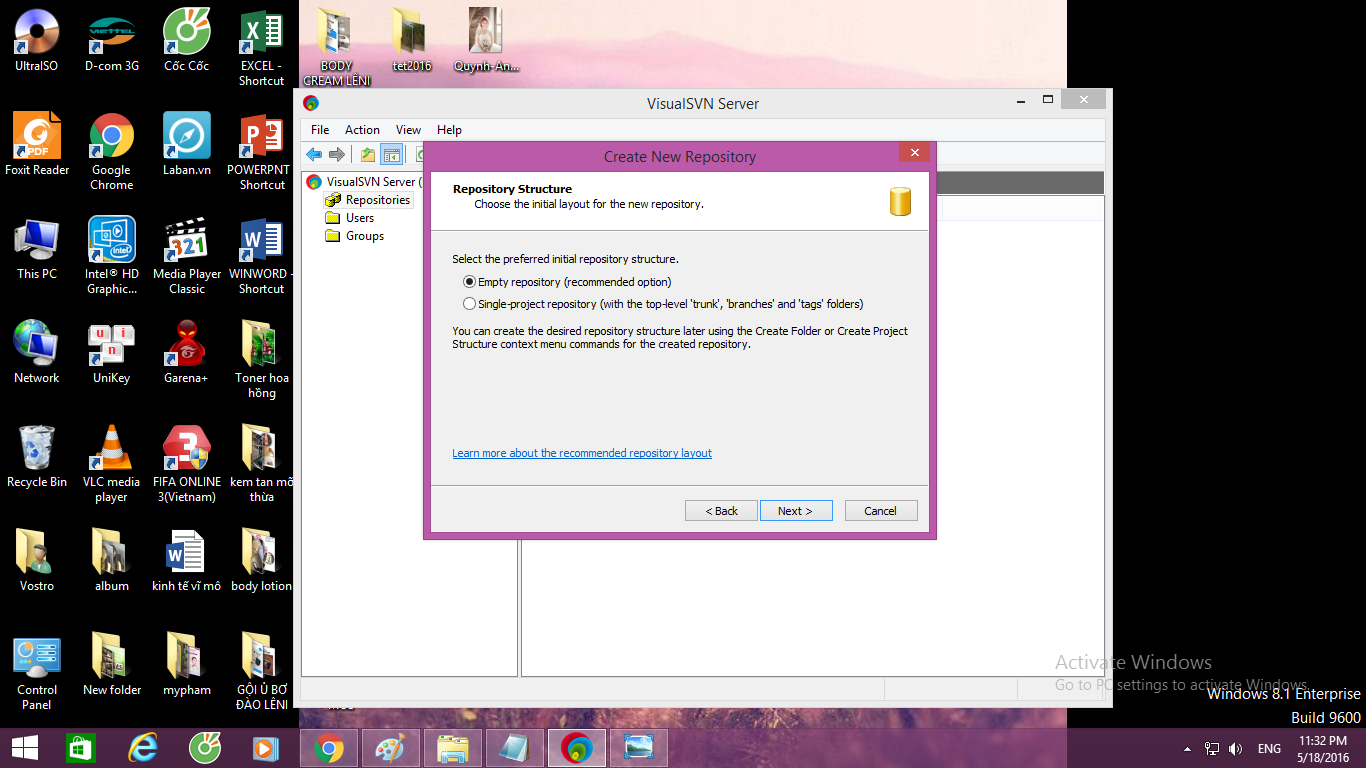 UltraISO
D-com 3G
Cốc Cốc
EXCEL -
Shortcut
BODY
CREAM LÊNI
tet2016
Quynh-An...
Foxit Reader
Google
Chrome
Laban.vn
POWERPNT
Shortcut
This PC
Intel® HD
Graphic...
Media Player
Classic
WINWORD -
Shortcut
Network
UniKey
Garena+
Toner hoa
hồng
Recycle Bin
VLC media
player
FIFA ONLINE
3(Vietnam)
kem tan mỡ
thừa
Vostro
album
kinh tế vĩ mô
body lotion
Control
Panel
New folder
mypham
GỘI Ủ BƠ
ĐÀO LÊNI
PDF
u i n
intel
321
VIETTEL
VisualSVN Server
File Action View Help
VisualSVN Server (
Repositories
Users
Groups
Create New Repository
Repository Structure
Choose the initial layout for the new repository.
Select the preferred initial repository structure.
Empty repository (recommended option)
Single-project repository (with the top-level 'trunk', 'branches' and 'tags' folders)
You can create the desired repository structure later using the Create Folder or Create Project
Structure context menu commands for the created repository.
Learn more about the recommended repository layout
< Back
Next >
Cancel
Activate Windows
Go to PC settings to activate Windows.
Windows 8.1 Enterprise
Build 9600
ENG
11:32 PM
5/18/2016